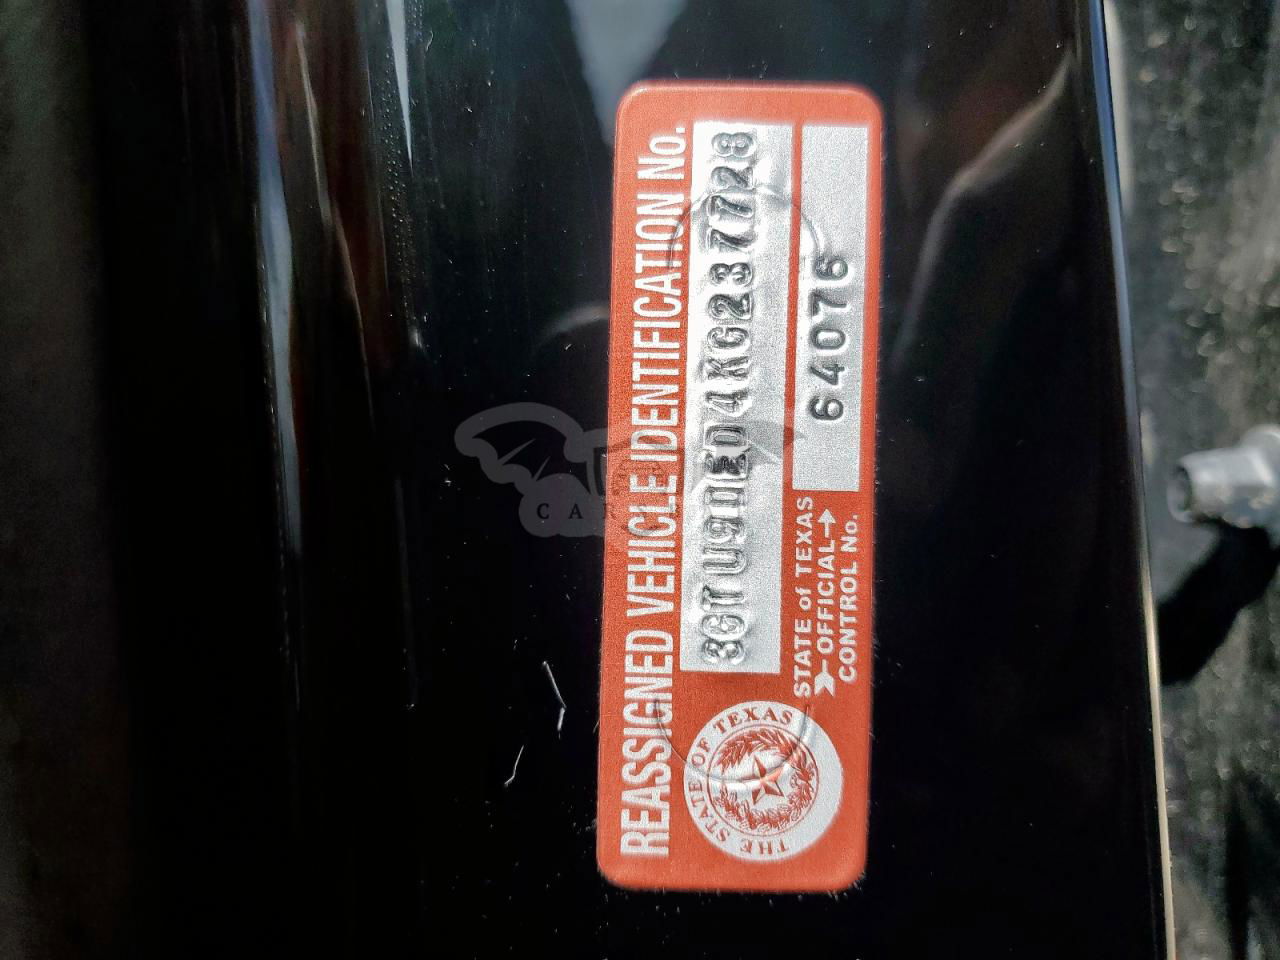 REASSIGNED VEHICLE IDENTIFICATION No.
3GTU9DED4KG237728
STATE of TEXAS
OFFICIAL→
CONTROL No.
64076
THE STATE OF TEXAS